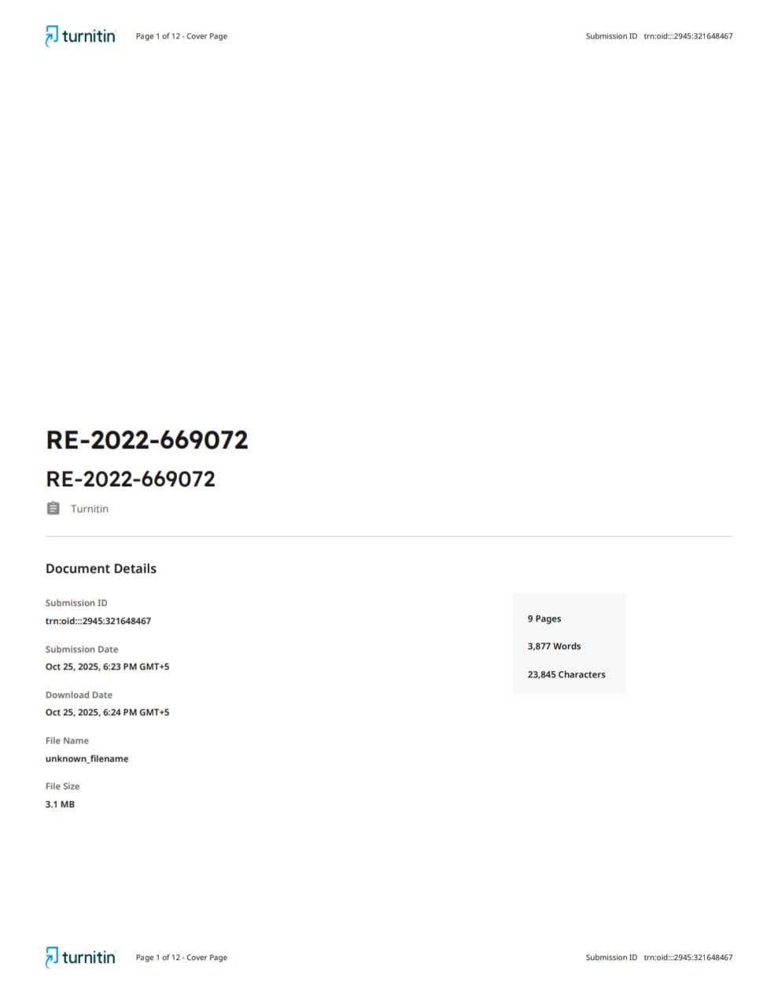 turnitin Page 1 of 12 - Cover Page Submission ID trn:oid:::2945:321648467
RE-2022-669072
RE-2022-669072
Turnitin
Document Details
Submission ID
trn:oid:::2945:321648467
Submission Date
Oct 25, 2025, 6:23 PM GMT+5
Download Date
Oct 25, 2025, 6:24 PM GMT+5
File Name
unknown_filename
File Size
3.1 MB
9 Pages
3,877 Words
23,845 Characters
turnitin Page 1 of 12 - Cover Page Submission ID trn:oid:::2945:321648467